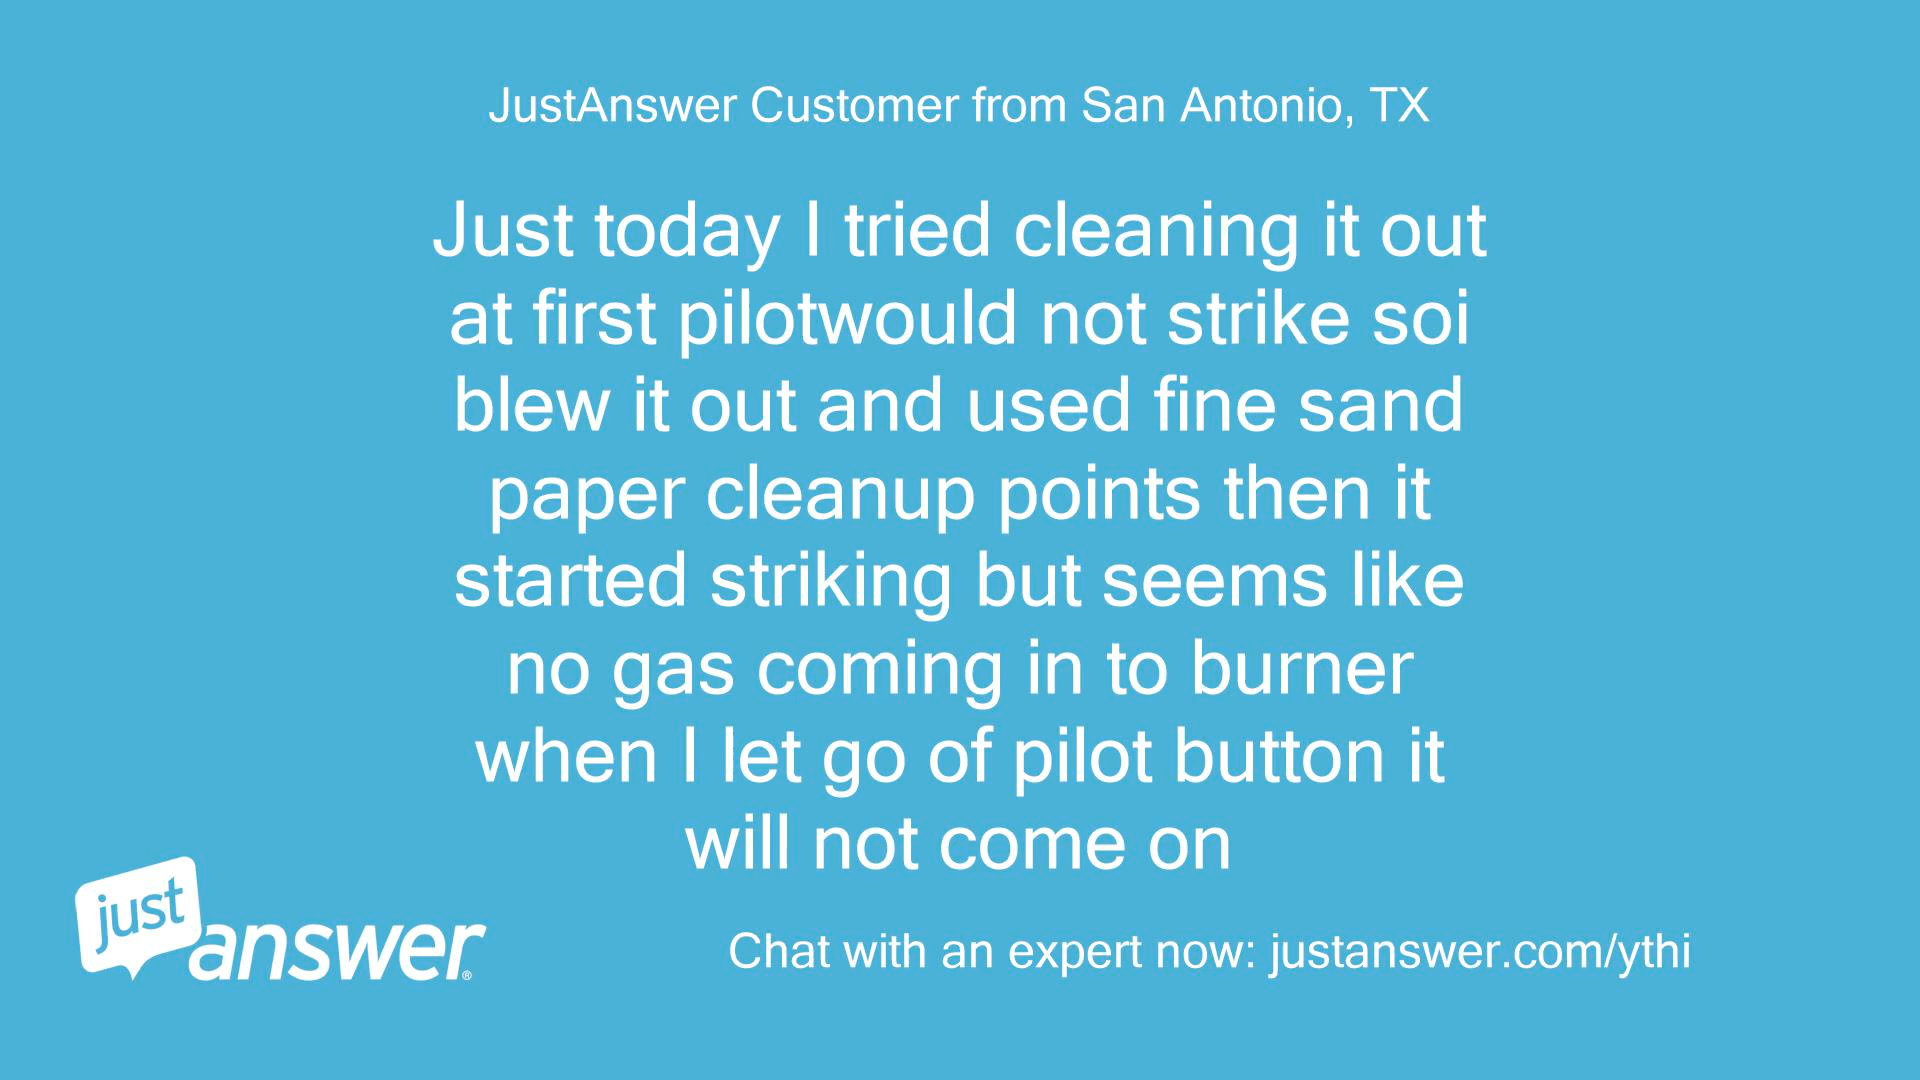 JustAnswer Customer from San Antonio, TX
Just today I tried cleaning it out
at first pilotwould not strike soi
blew it out and used fine sand
paper cleanup points then it
started striking but seems like
no gas coming in to burner
when I let go of pilot button it
will not come on
just
answer®
Chat with an expert now: justanswer.com/ythi